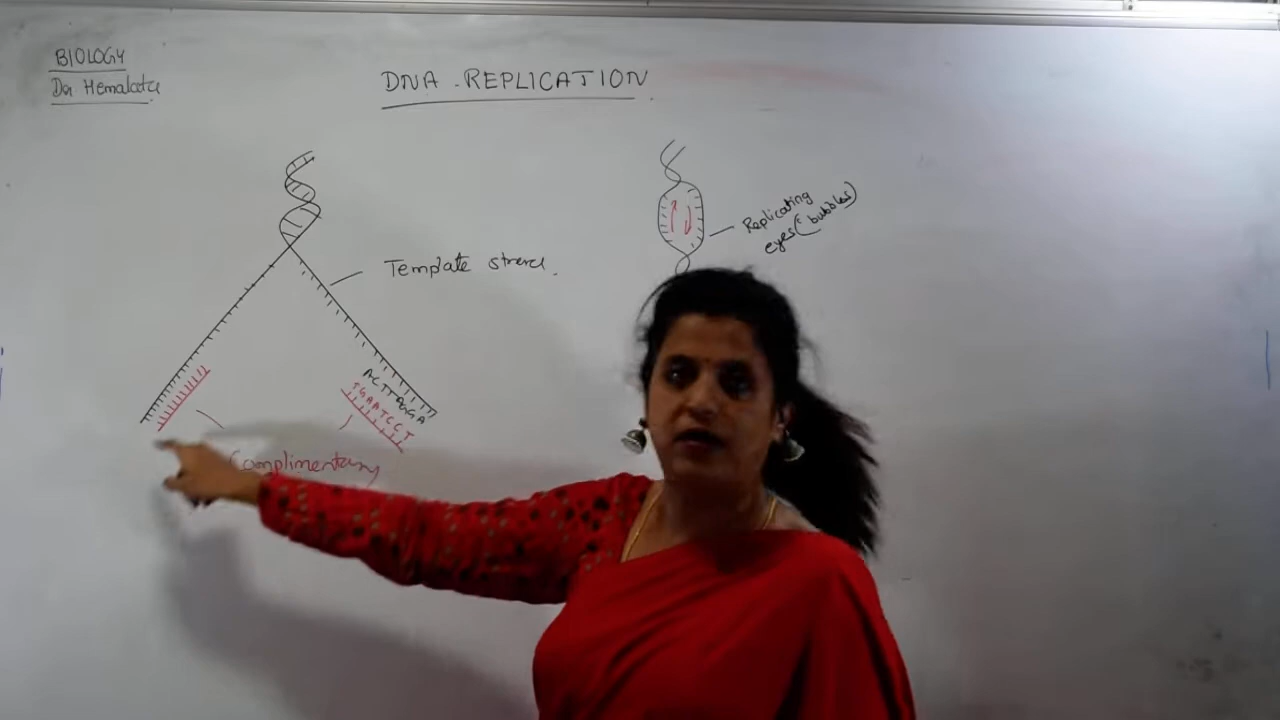 BIOLOGY
Dr Hemalata
DNA REPLICATION
Replicating
eyes (bubbles)
Template strand.
ACTTAGGA
TGAATCCT
Complimentary